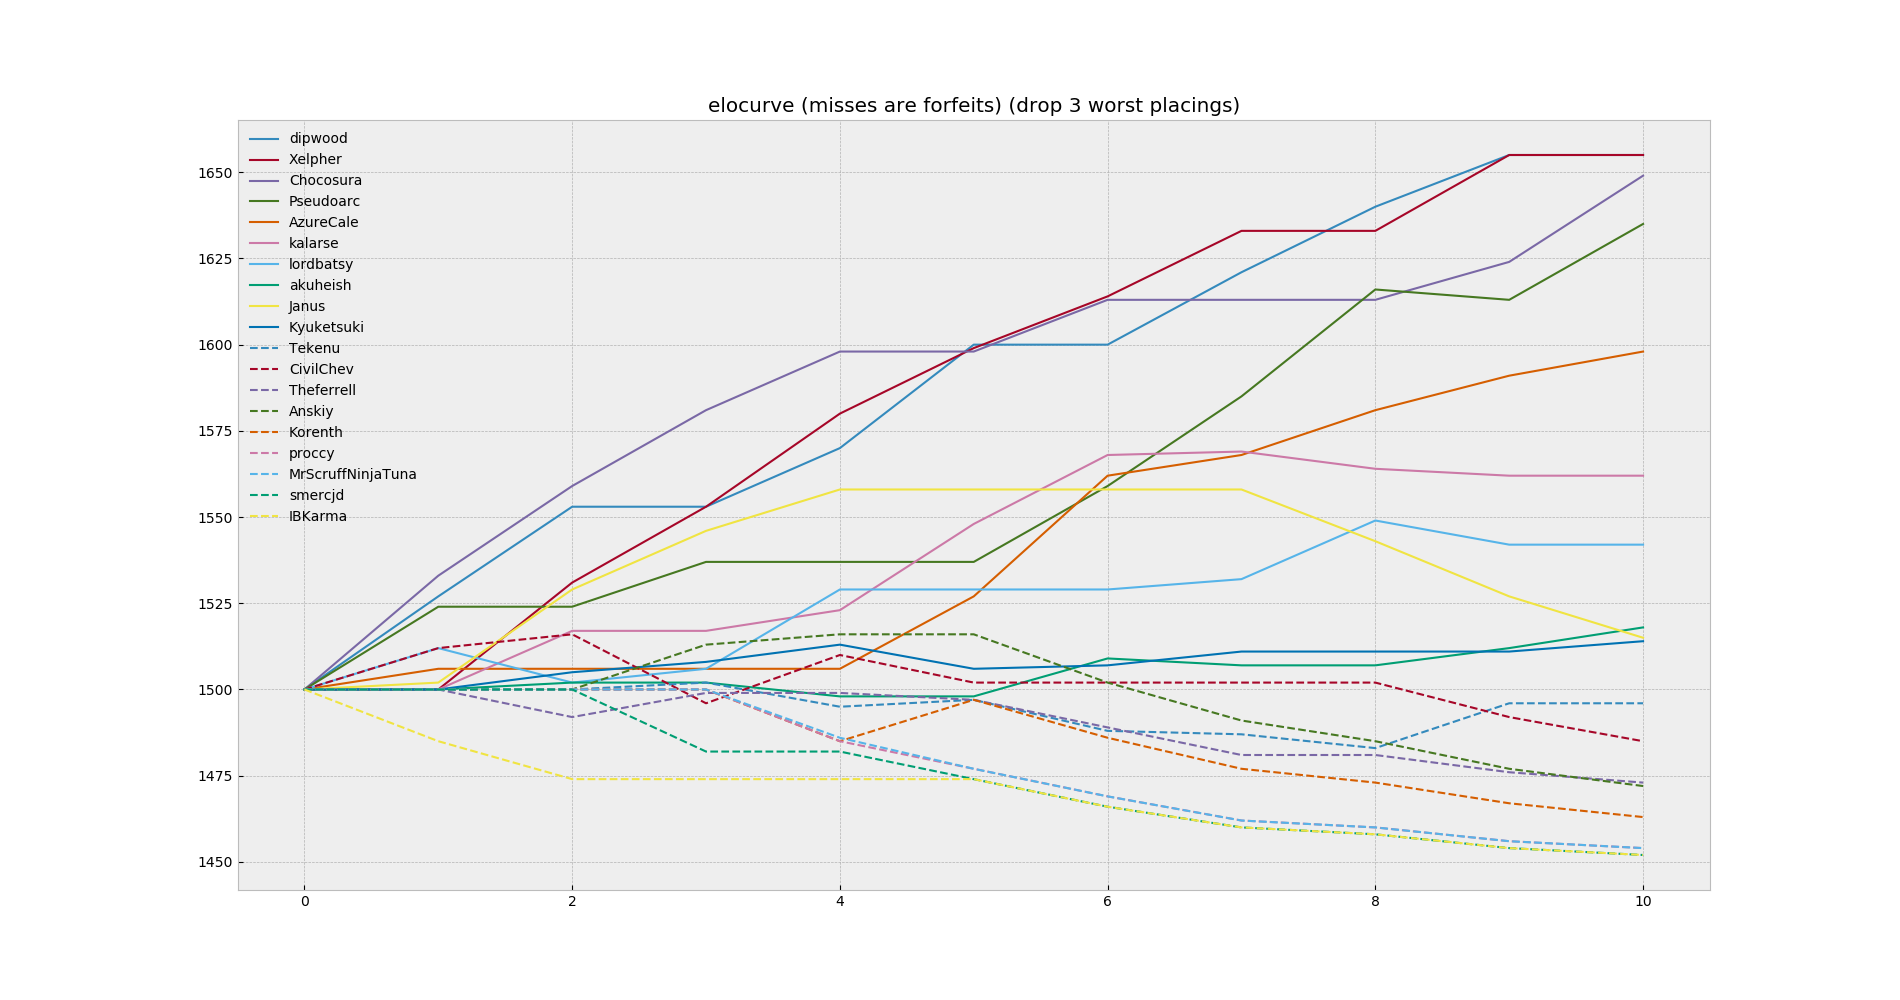 elocurve (misses are forfeits) (drop 3 worst placings)
dipwood
Xelpher
Chocosura
Pseudoarc
AzureCale
kalarse
lordbatsy
akuheish
Janus
Kyuketsuki
Tekenu
CivilChev
Theferrell
Anskiy
Korenth
proccy
MrScruffNinjaTuna
smercjd
IBKarma
1650
1625
1600
1575
1550
1525
1500
1475
1450
0 2 4 6 8 10